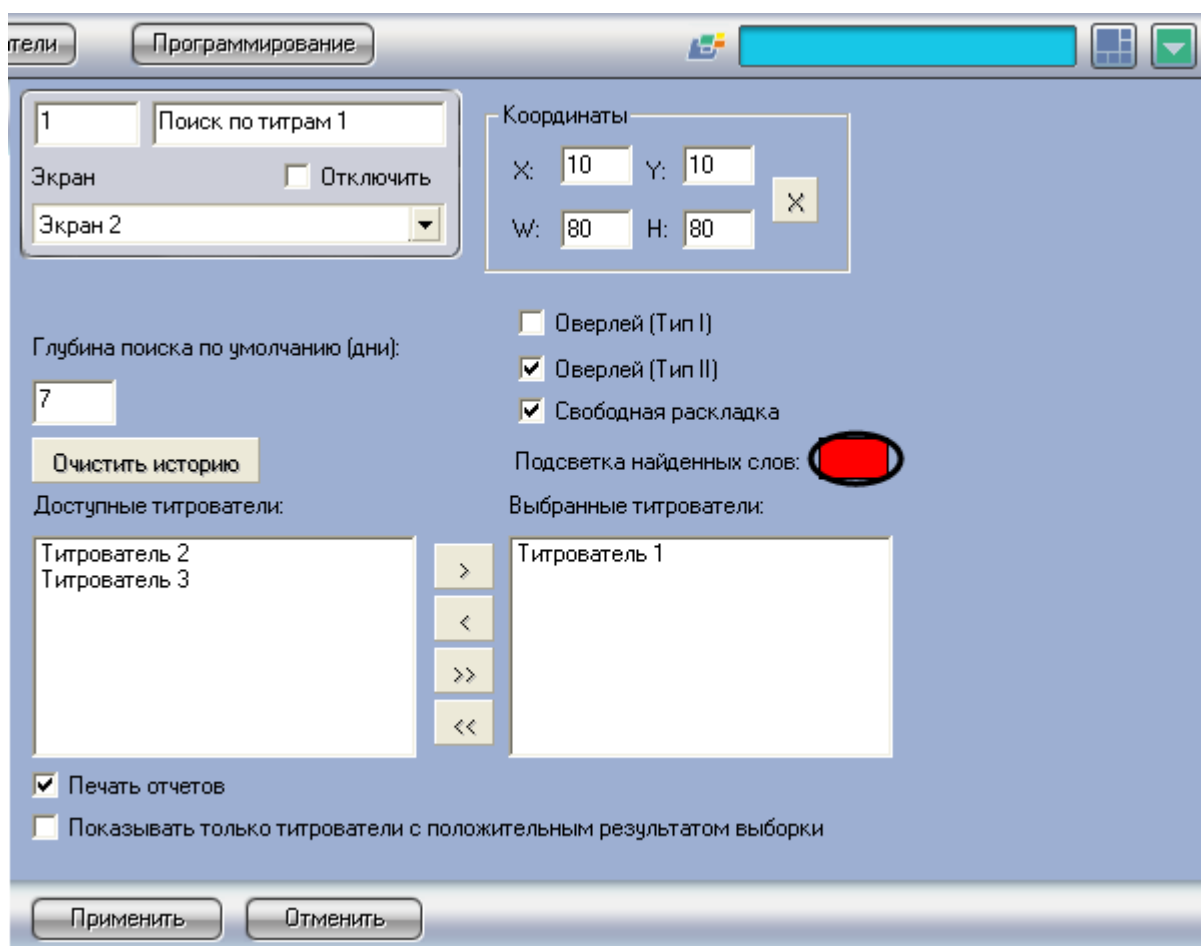 Программирование
1
Поиск по титрам 1
Экран
Отключить
Экран 2
Координаты
X: 10 Y: 10
X
W: 80 H: 80
Оверлей (Тип I)
Глубина поиска по умолчанию (дни):
Оверлей (Тип II)
7
Свободная раскладка
Очистить историю
Подсветка найденных слов:
Доступные титрователи:
Выбранные титрователи:
Титрователь 2
Титрователь 3
>
<
>>
<<
Титрователь 1
Печать отчетов
Показывать только титрователи с положительным результатом выборки
Применить
Отменить